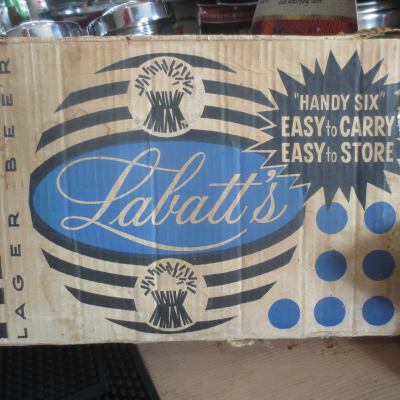 LAGER BEER
Labatt's
"HANDY SIX"
EASY to CARRY
EASY to STORE